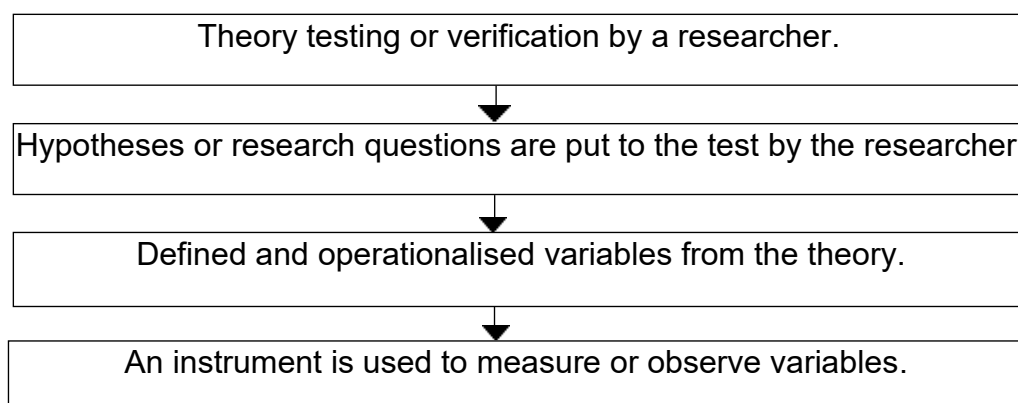 Theory testing or verification by a researcher.
Hypotheses or research questions are put to the test by the researcher
Defined and operationalised variables from the theory.
An instrument is used to measure or observe variables.